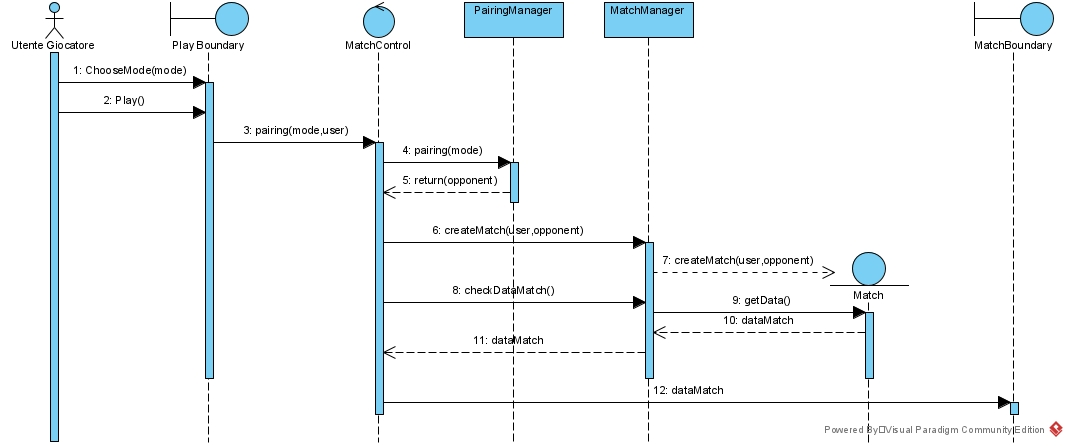 PairingManager
MatchManager
Utente Giocatore
Play Boundary
MatchControl
MatchBoundary
1: ChooseMode(mode)
2: Play()
3: pairing(mode,user)
4: pairing(mode)
5: return(opponent)
6: createMatch(user,opponent)
7: createMatch(user,opponent)
8: checkDataMatch()
Match
9: getData()
10: dataMatch
11: dataMatch
12: dataMatch
Powered By Visual Paradigm Community Edition